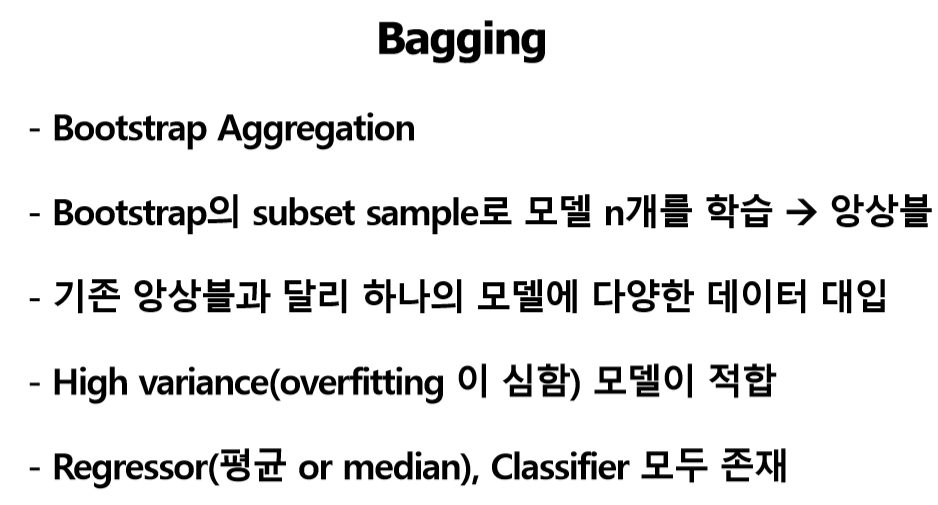 Bagging
- Bootstrap Aggregation
- Bootstrap의 subset sample로 모델 n개를 학습 → 앙상블
- 기존 앙상블과 달리 하나의 모델에 다양한 데이터 대입
- High variance(overfitting 이 심함) 모델이 적합
- Regressor(평균 or median), Classifier 모두 존재